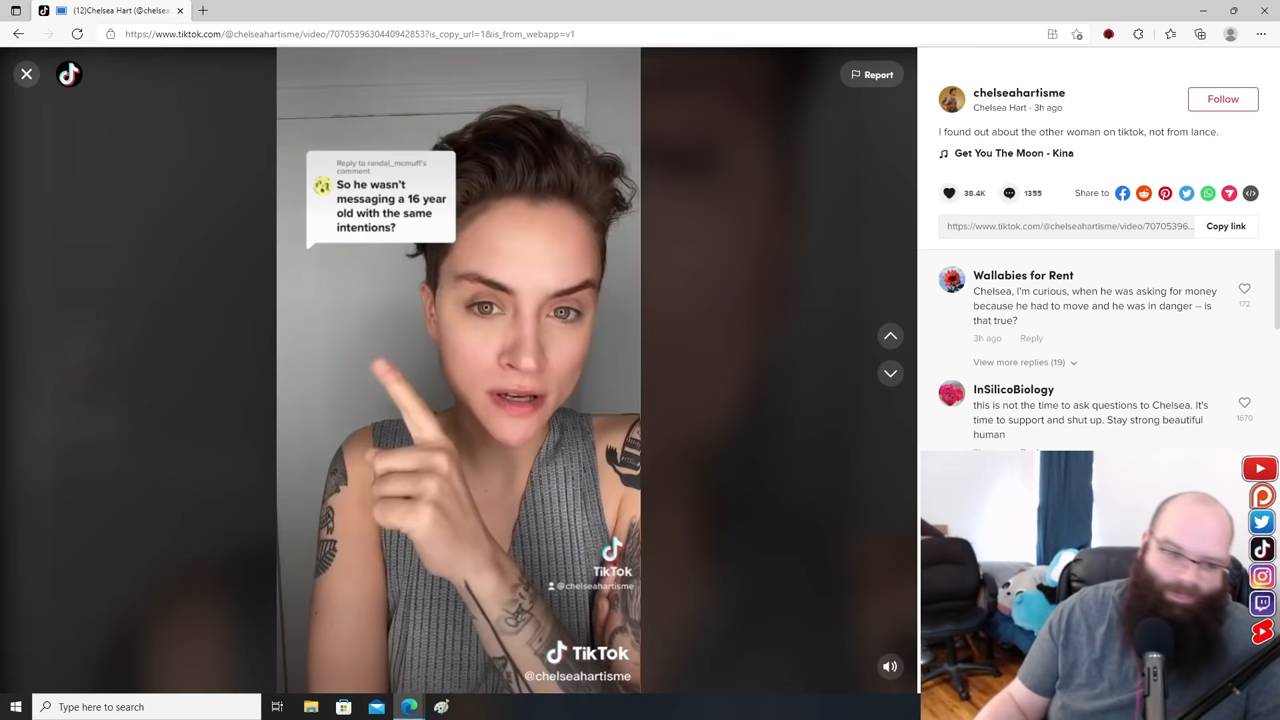 (12)Chelsea Hart (@chelsea
https://www.tiktok.com/@chelseahartisme/video/7070539630440942853?is_copy_url=1&is_from_webapp=v1
Report
Reply to randal_mcmuff's
comment
So he wasn't
messaging a 16 year
old with the same
intentions?
TikTok
@chelseahartisme
TikTok
@chelseahartisme
chelseahartisme
Chelsea Hart · 3h ago
Follow
I found out about the other woman on tiktok, not from lance.
Get You The Moon - Kina
38.4K
1355
Share to
https://www.tiktok.com/@chelseahartisme/video/70705396...
Copy link
Wallabies for Rent
Chelsea, I'm curious, when he was asking for money
because he had to move and he was in danger -- is
that true?
172
3h ago Reply
View more replies (19)
InSilicoBiology
this is not the time to ask questions to Chelsea. It's
time to support and shut up. Stay strong beautiful
human
1670
Type here to search